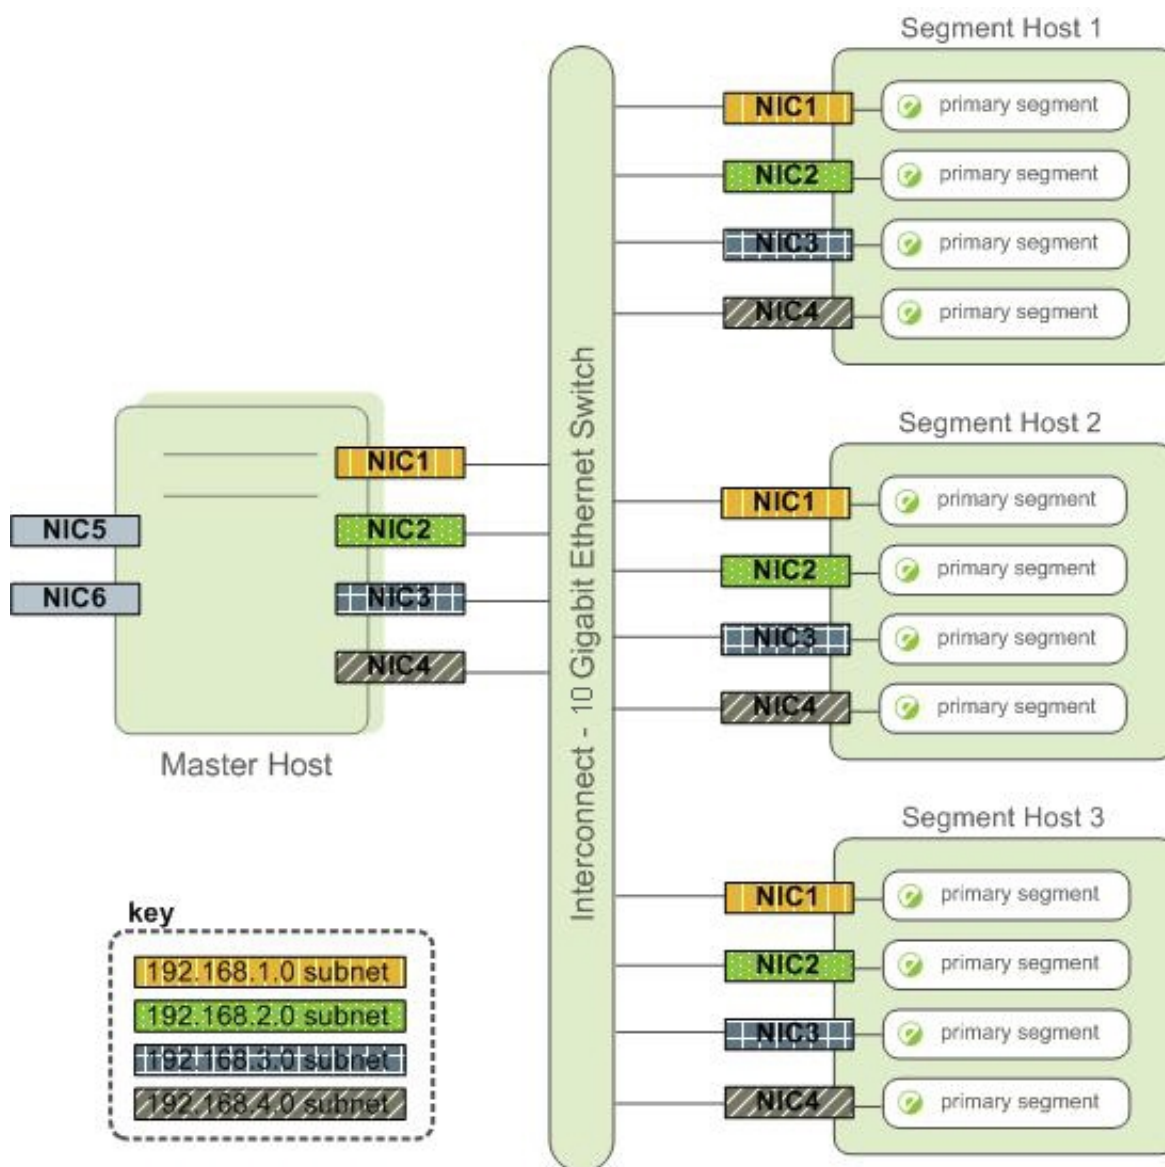 Segment Host 1
NIC1 primary segment
NIC2 primary segment
NIC3 primary segment
NIC4 primary segment
Interconnect - 10 Gigabit Ethernet Switch
NIC1
NIC5
NIC2
NIC6
NIC3
NIC4
Master Host
Segment Host 2
NIC1 primary segment
NIC2 primary segment
NIC3 primary segment
NIC4 primary segment
Segment Host 3
NIC1 primary segment
NIC2 primary segment
NIC3 primary segment
NIC4 primary segment
key
192.168.1.0 subnet
192.168.2.0 subnet
192.168.3.0 subnet
192.168.4.0 subnet